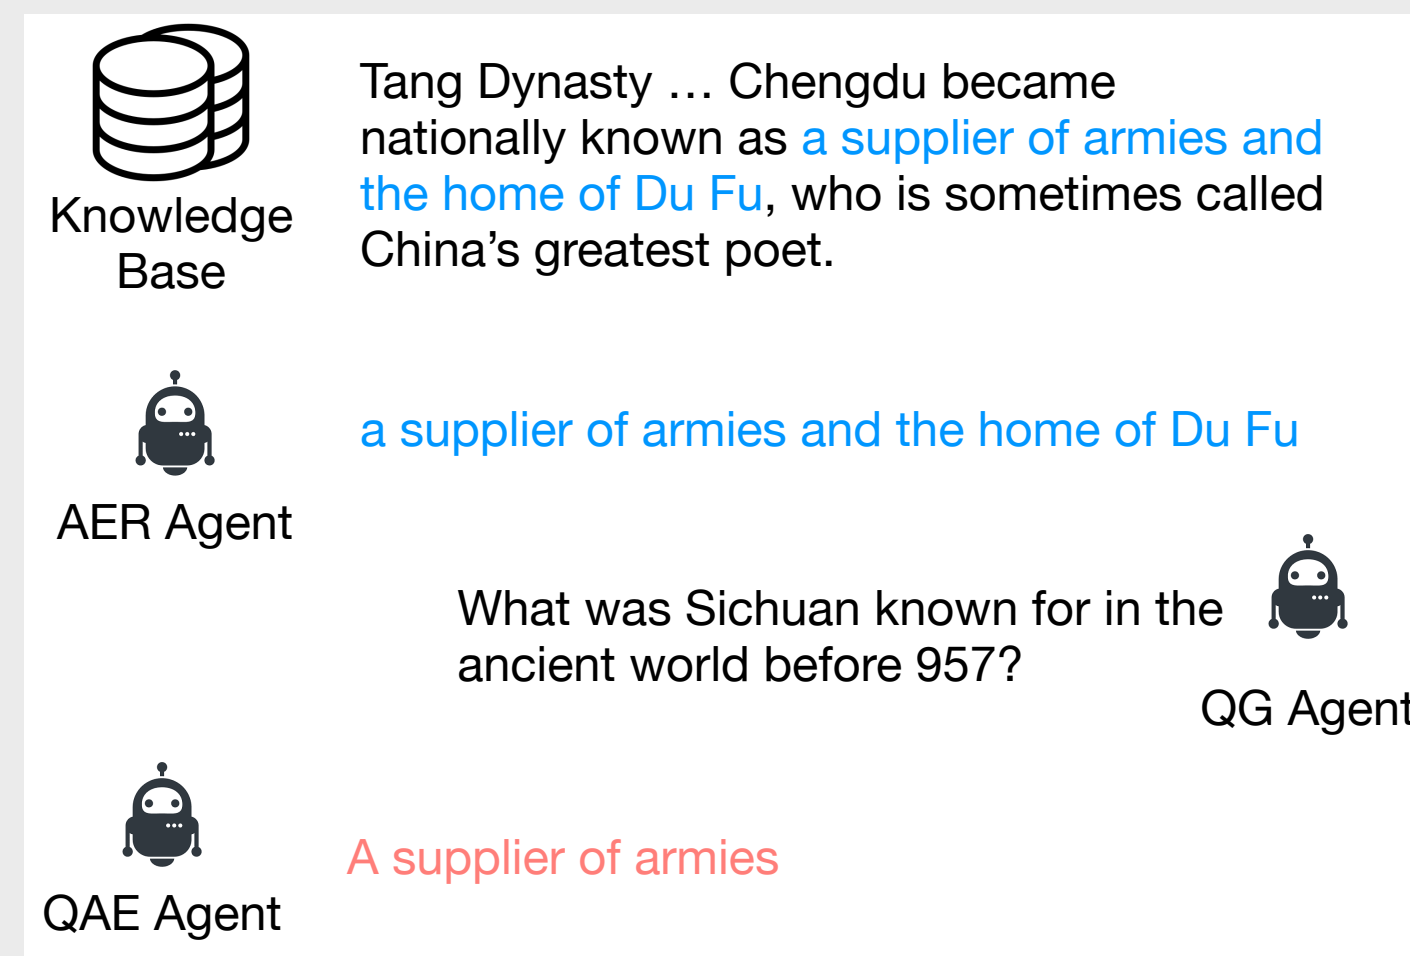 Tang Dynasty … Chengdu became
nationally known as a supplier of armies and
the home of Du Fu, who is sometimes called
China’s greatest poet.
Knowledge
Base
a supplier of armies and the home of Du Fu
AER Agent
What was Sichuan known for in the
ancient world before 957?
QG Agent
A supplier of armies
QAE Agent